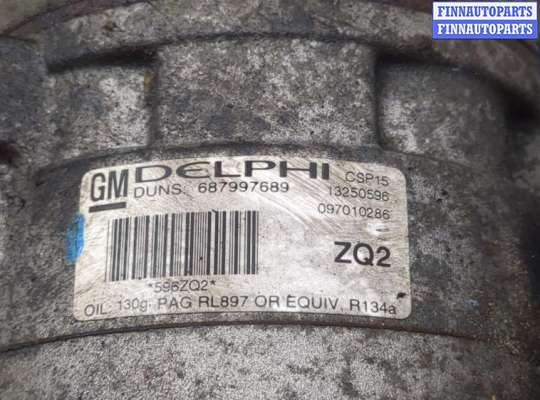 FINNAUTOPARTS
FINNAUTOPARTS
GM DELPHI CSP15
DUNS: 687997689 13250596
097010286
ZQ2
*596ZQ2*
OIL: 130g. PAG RL897 OR EQUIV, R134a